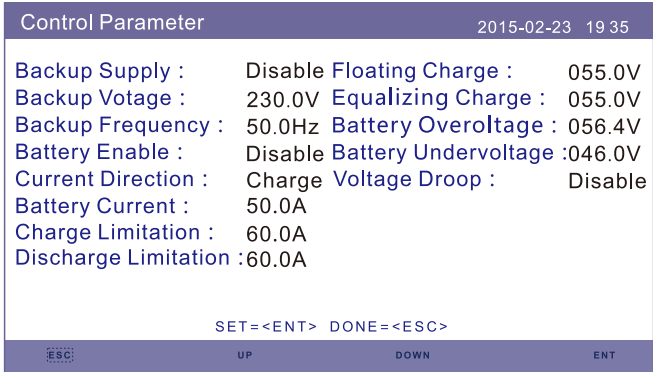 Control Parameter 2015-02-23 19 35
Backup Supply : Disable Floating Charge : 055.0V
Backup Votage : 230.0V Equalizing Charge : 055.0V
Backup Frequency : 50.0Hz Battery Overoltage : 056.4V
Battery Enable : Disable Battery Undervoltage : 046.0V
Current Direction : Charge Voltage Droop : Disable
Battery Current : 50.0A
Charge Limitation : 60.0A
Discharge Limitation : 60.0A
SET=<ENT> DONE=<ESC>
ESC UP DOWN ENT